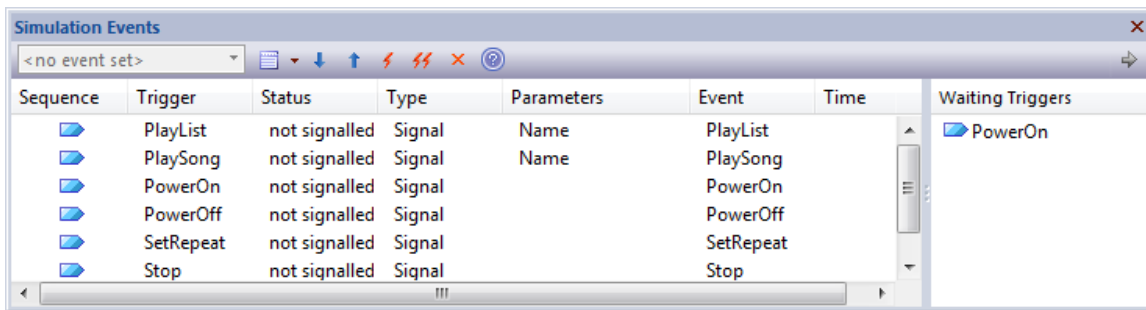 Simulation Events
<no event set>
Sequence Trigger Status Type Parameters Event Time Waiting Triggers
PlayList not signalled Signal Name PlayList PowerOn
PlaySong not signalled Signal Name PlaySong
PowerOn not signalled Signal PowerOn
PowerOff not signalled Signal PowerOff
SetRepeat not signalled Signal SetRepeat
Stop not signalled Signal Stop